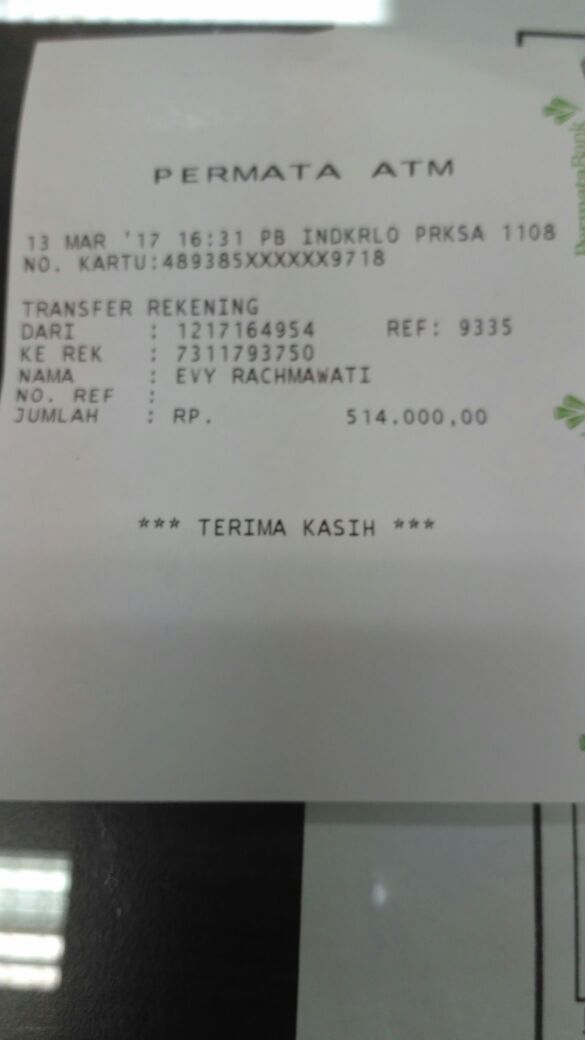 PERMATA ATM
13 MAR '17 16:31 PB INDKRLO PRKSA 1108
NO. KARTU:489385XXXXXX9718
TRANSFER REKENING
DARI : 1217164954 REF: 9335
KE REK : 7311793750
NAMA : EVY RACHMAWATI
NO. REF :
JUMLAH : RP. 514.000,00
*** TERIMA KASIH ***
PermataBank